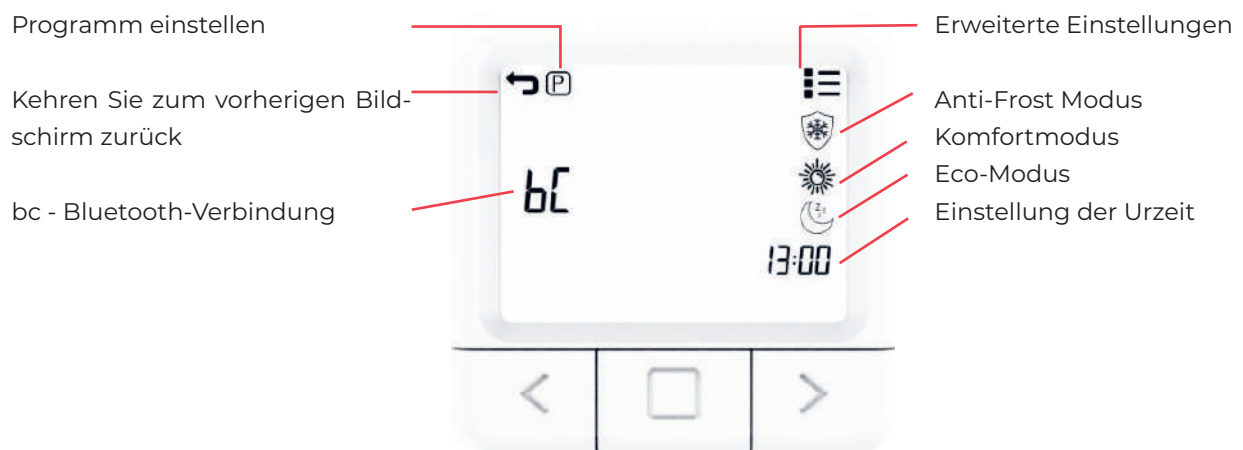 Programm einstellen
Kehren Sie zum vorherigen Bild-
schirm zurück
bc - Bluetooth-Verbindung
P
bC
13:00
Erweiterte Einstellungen
Anti-Frost Modus
Komfortmodus
Eco-Modus
Einstellung der Urzeit